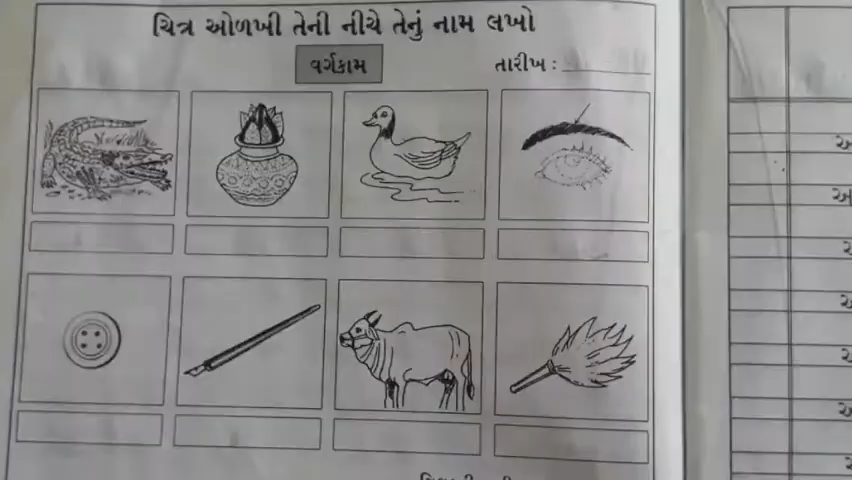 ચિત્ર ઓળખી તેની નીચે તેનું નામ લખો
વર્ગકામ
તારીખ :